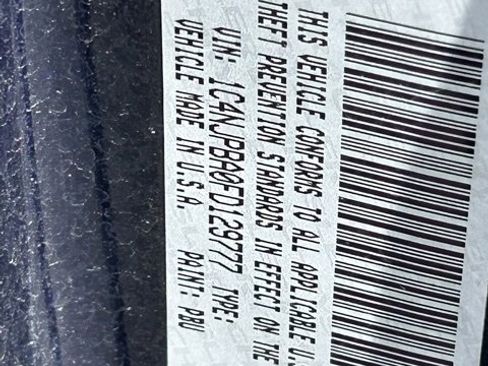 THIS VEHICLE CONFORMS TO ALL APPLICABLE U.S
THEFT PREVENTION STANDARDS IN EFFECT ON THE
VIN: 1C4NJPBA0FD129777 TYPE:
VEHICLE MADE IN U.S.A. PAINT: PBU